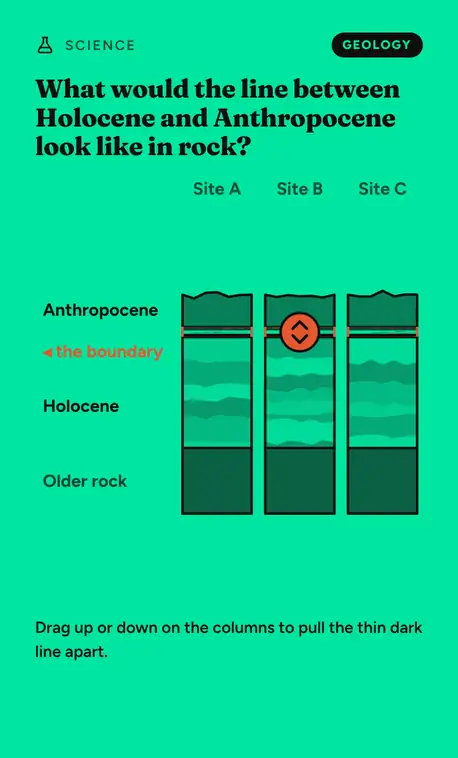 SCIENCE
GEOLOGY
What would the line between
Holocene and Anthropocene
look like in rock?
Site A Site B Site C
Anthropocene
◂ the boundary
Holocene
Older rock
Drag up or down on the columns to pull the thin dark
line apart.